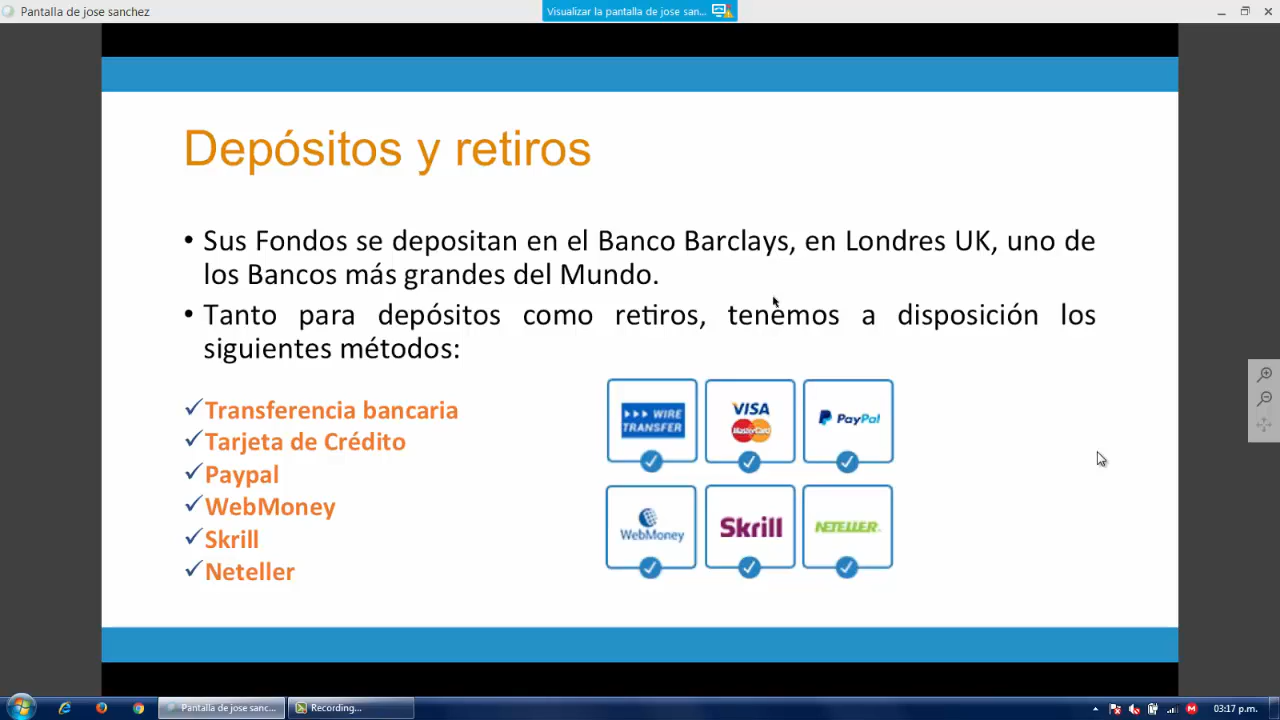 Pantalla de jose sanchez
Visualizar la pantalla de jose san...
Depósitos y retiros
• Sus Fondos se depositan en el Banco Barclays, en Londres UK, uno de
los Bancos más grandes del Mundo.
• Tanto para depósitos como retiros, tenemos a disposición los
siguientes métodos:
✓Transferencia bancaria
✓Tarjeta de Crédito
✓Paypal
✓WebMoney
✓Skrill
✓Neteller
WIRE
TRANSFER
VISA
MasterCard
PayPal
WebMoney
Skrill
NETELLER
Pantalla de jose sanc...
Recording...
03:17 p.m.